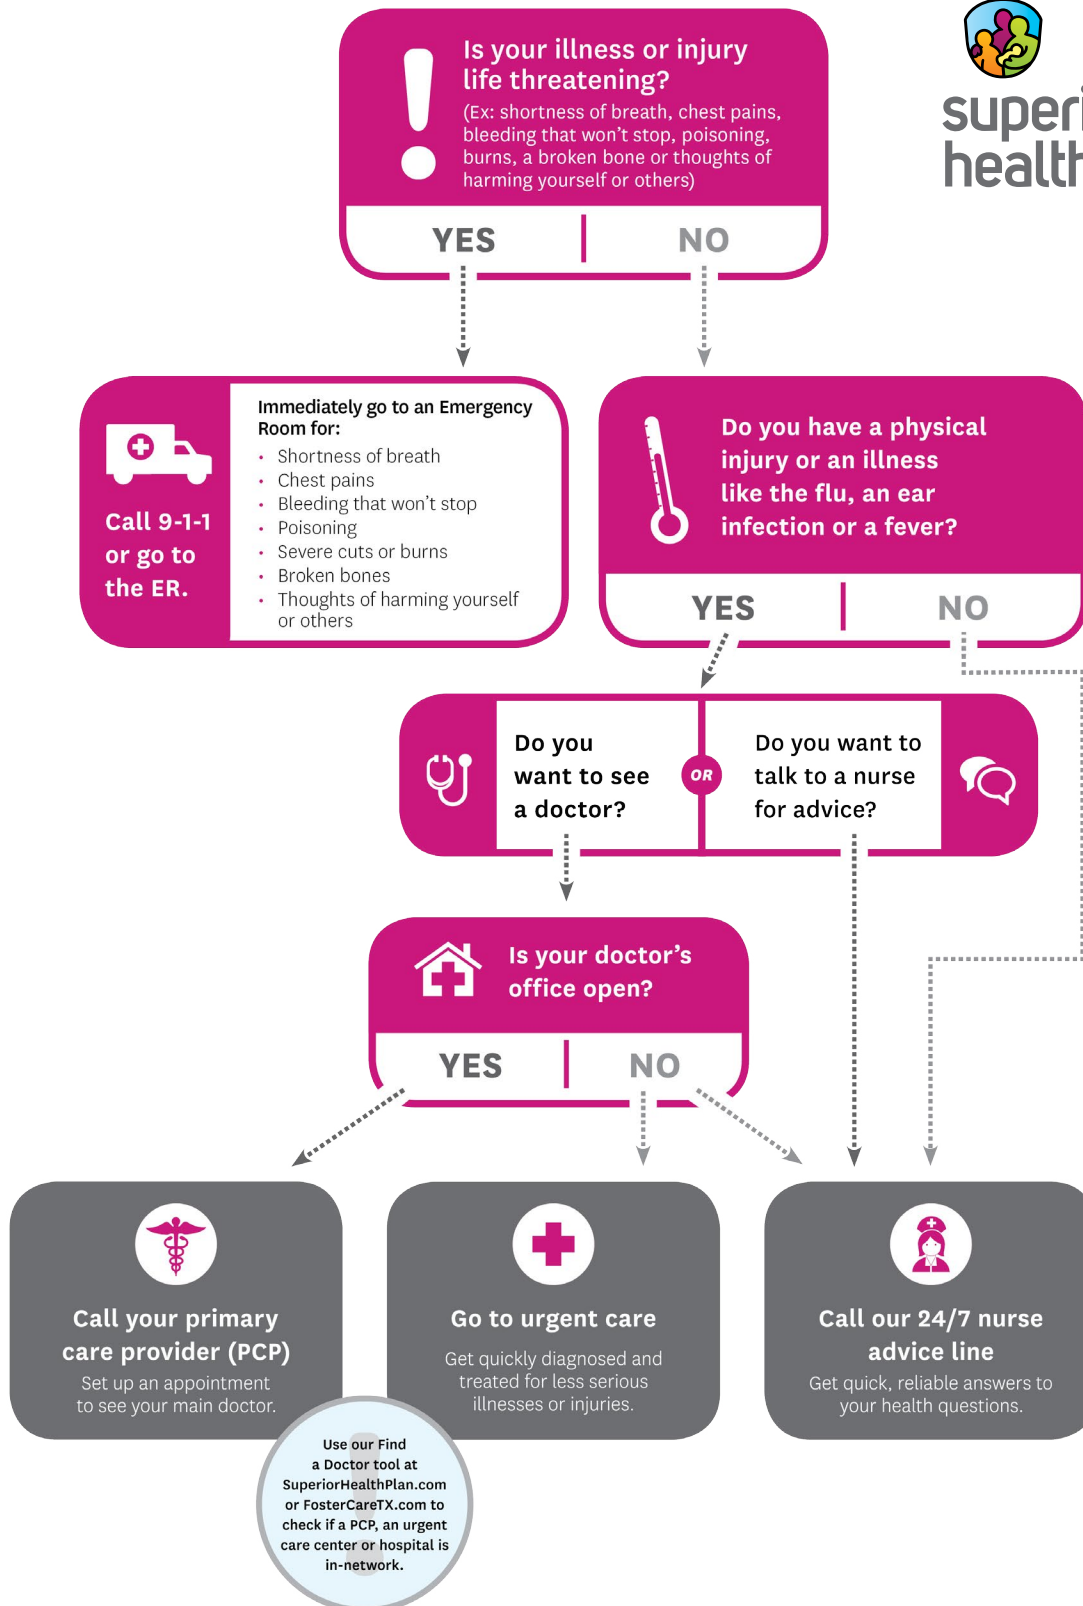 Is your illness or injury
life threatening?
(Ex: shortness of breath, chest pains,
bleeding that won't stop, poisoning,
burns, a broken bone or thoughts of
harming yourself or others)
YES
NO
Call 9-1-1
or go to
the ER.
Immediately go to an Emergency
Room for:
• Shortness of breath
• Chest pains
• Bleeding that won't stop
• Poisoning
• Severe cuts or burns
• Broken bones
• Thoughts of harming yourself
or others
Do you have a physical
injury or an illness
like the flu, an ear
infection or a fever?
YES
NO
Do you
want to see
a doctor?
OR
Do you want to
talk to a nurse
for advice?
Is your doctor's
office open?
YES
NO
Call your primary
care provider (PCP)
Set up an appointment
to see your main doctor.
Go to urgent care
Get quickly diagnosed and
treated for less serious
illnesses or injuries.
Call our 24/7 nurse
advice line
Get quick, reliable answers to
your health questions.
Use our Find
a Doctor tool at
SuperiorHealthPlan.com
or FosterCareTX.com to
check if a PCP, an urgent
care center or hospital is
in-network.
health